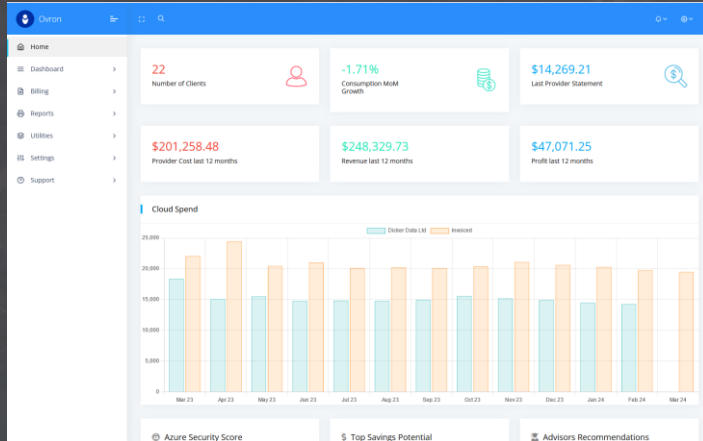 Ovron
Home
Dashboard
Billing
Reports
Utilities
Settings
Support
22
Number of Clients
-1.71%
Consumption MoM
Growth
$14,269.21
Last Provider Statement
$201,258.48
Provider Cost last 12 months
$248,329.73
Revenue last 12 months
$47,071.25
Profit last 12 months
Cloud Spend
Dicker Data Ltd
Invoiced
25,000
20,000
15,000
10,000
5,000
0
Mar 23
Apr 23
May 23
Jun 23
Jul 23
Aug 23
Sep 23
Oct 23
Nov 23
Dec 23
Jan 24
Feb 24
Mar 24
Azure Security Score
$ Top Savings Potential
Advisors Recommendations